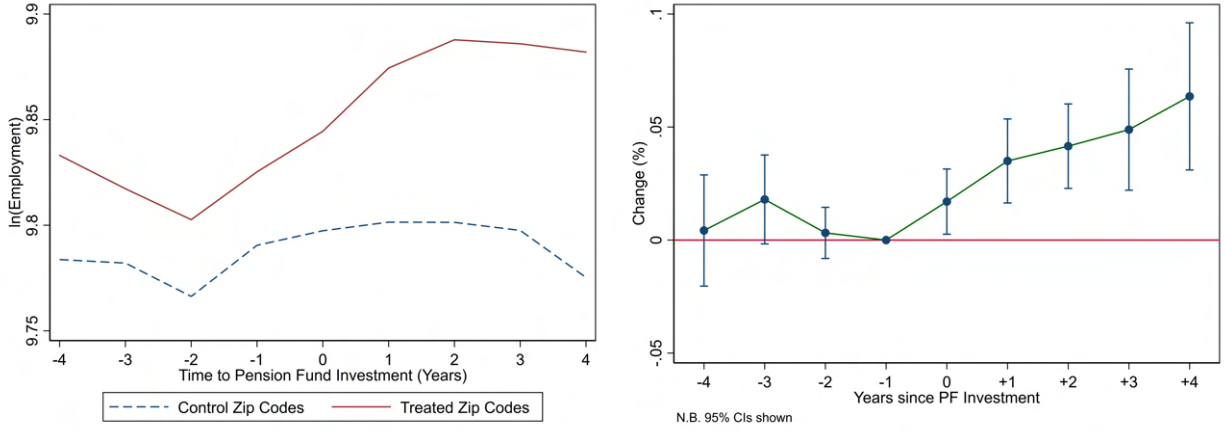 9.9
9.85
9.8
9.75
ln(Employment)
-4 -3 -2 -1 0 1 2 3 4
Time to Pension Fund Investment (Years)
Control Zip Codes Treated Zip Codes
.1
.05
0
-.05
Change (%)
-4 -3 -2 -1 0 +1 +2 +3 +4
Years since PF Investment
N.B. 95% CIs shown